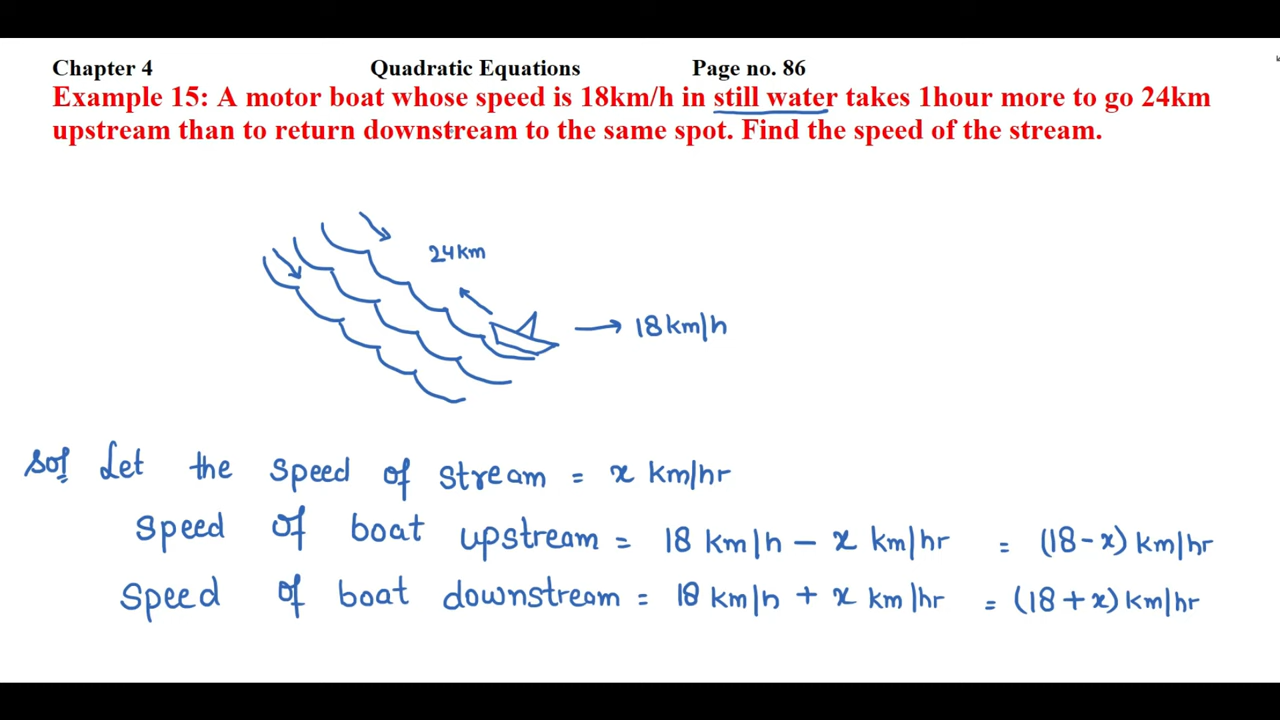 Chapter 4 Quadratic Equations Page no. 86
Example 15: A motor boat whose speed is 18km/h in still water takes 1hour more to go 24km
upstream than to return downstream to the same spot. Find the speed of the stream.
24km
18km/h
Sol Let the speed of stream = x km/hr
Speed of boat upstream = 18 km/h - x km/hr = (18-x) km/hr
Speed of boat downstream = 18 km/h + x km/hr = (18+x) km/hr